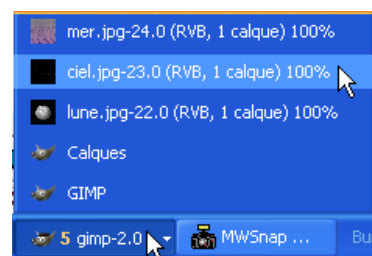 mer.jpg-24.0 (RVB, 1 calque) 100%
ciel.jpg-23.0 (RVB, 1 calque) 100%
lune.jpg-22.0 (RVB, 1 calque) 100%
Calques
GIMP
5 gimp-2.0 MWSnap ... Bu